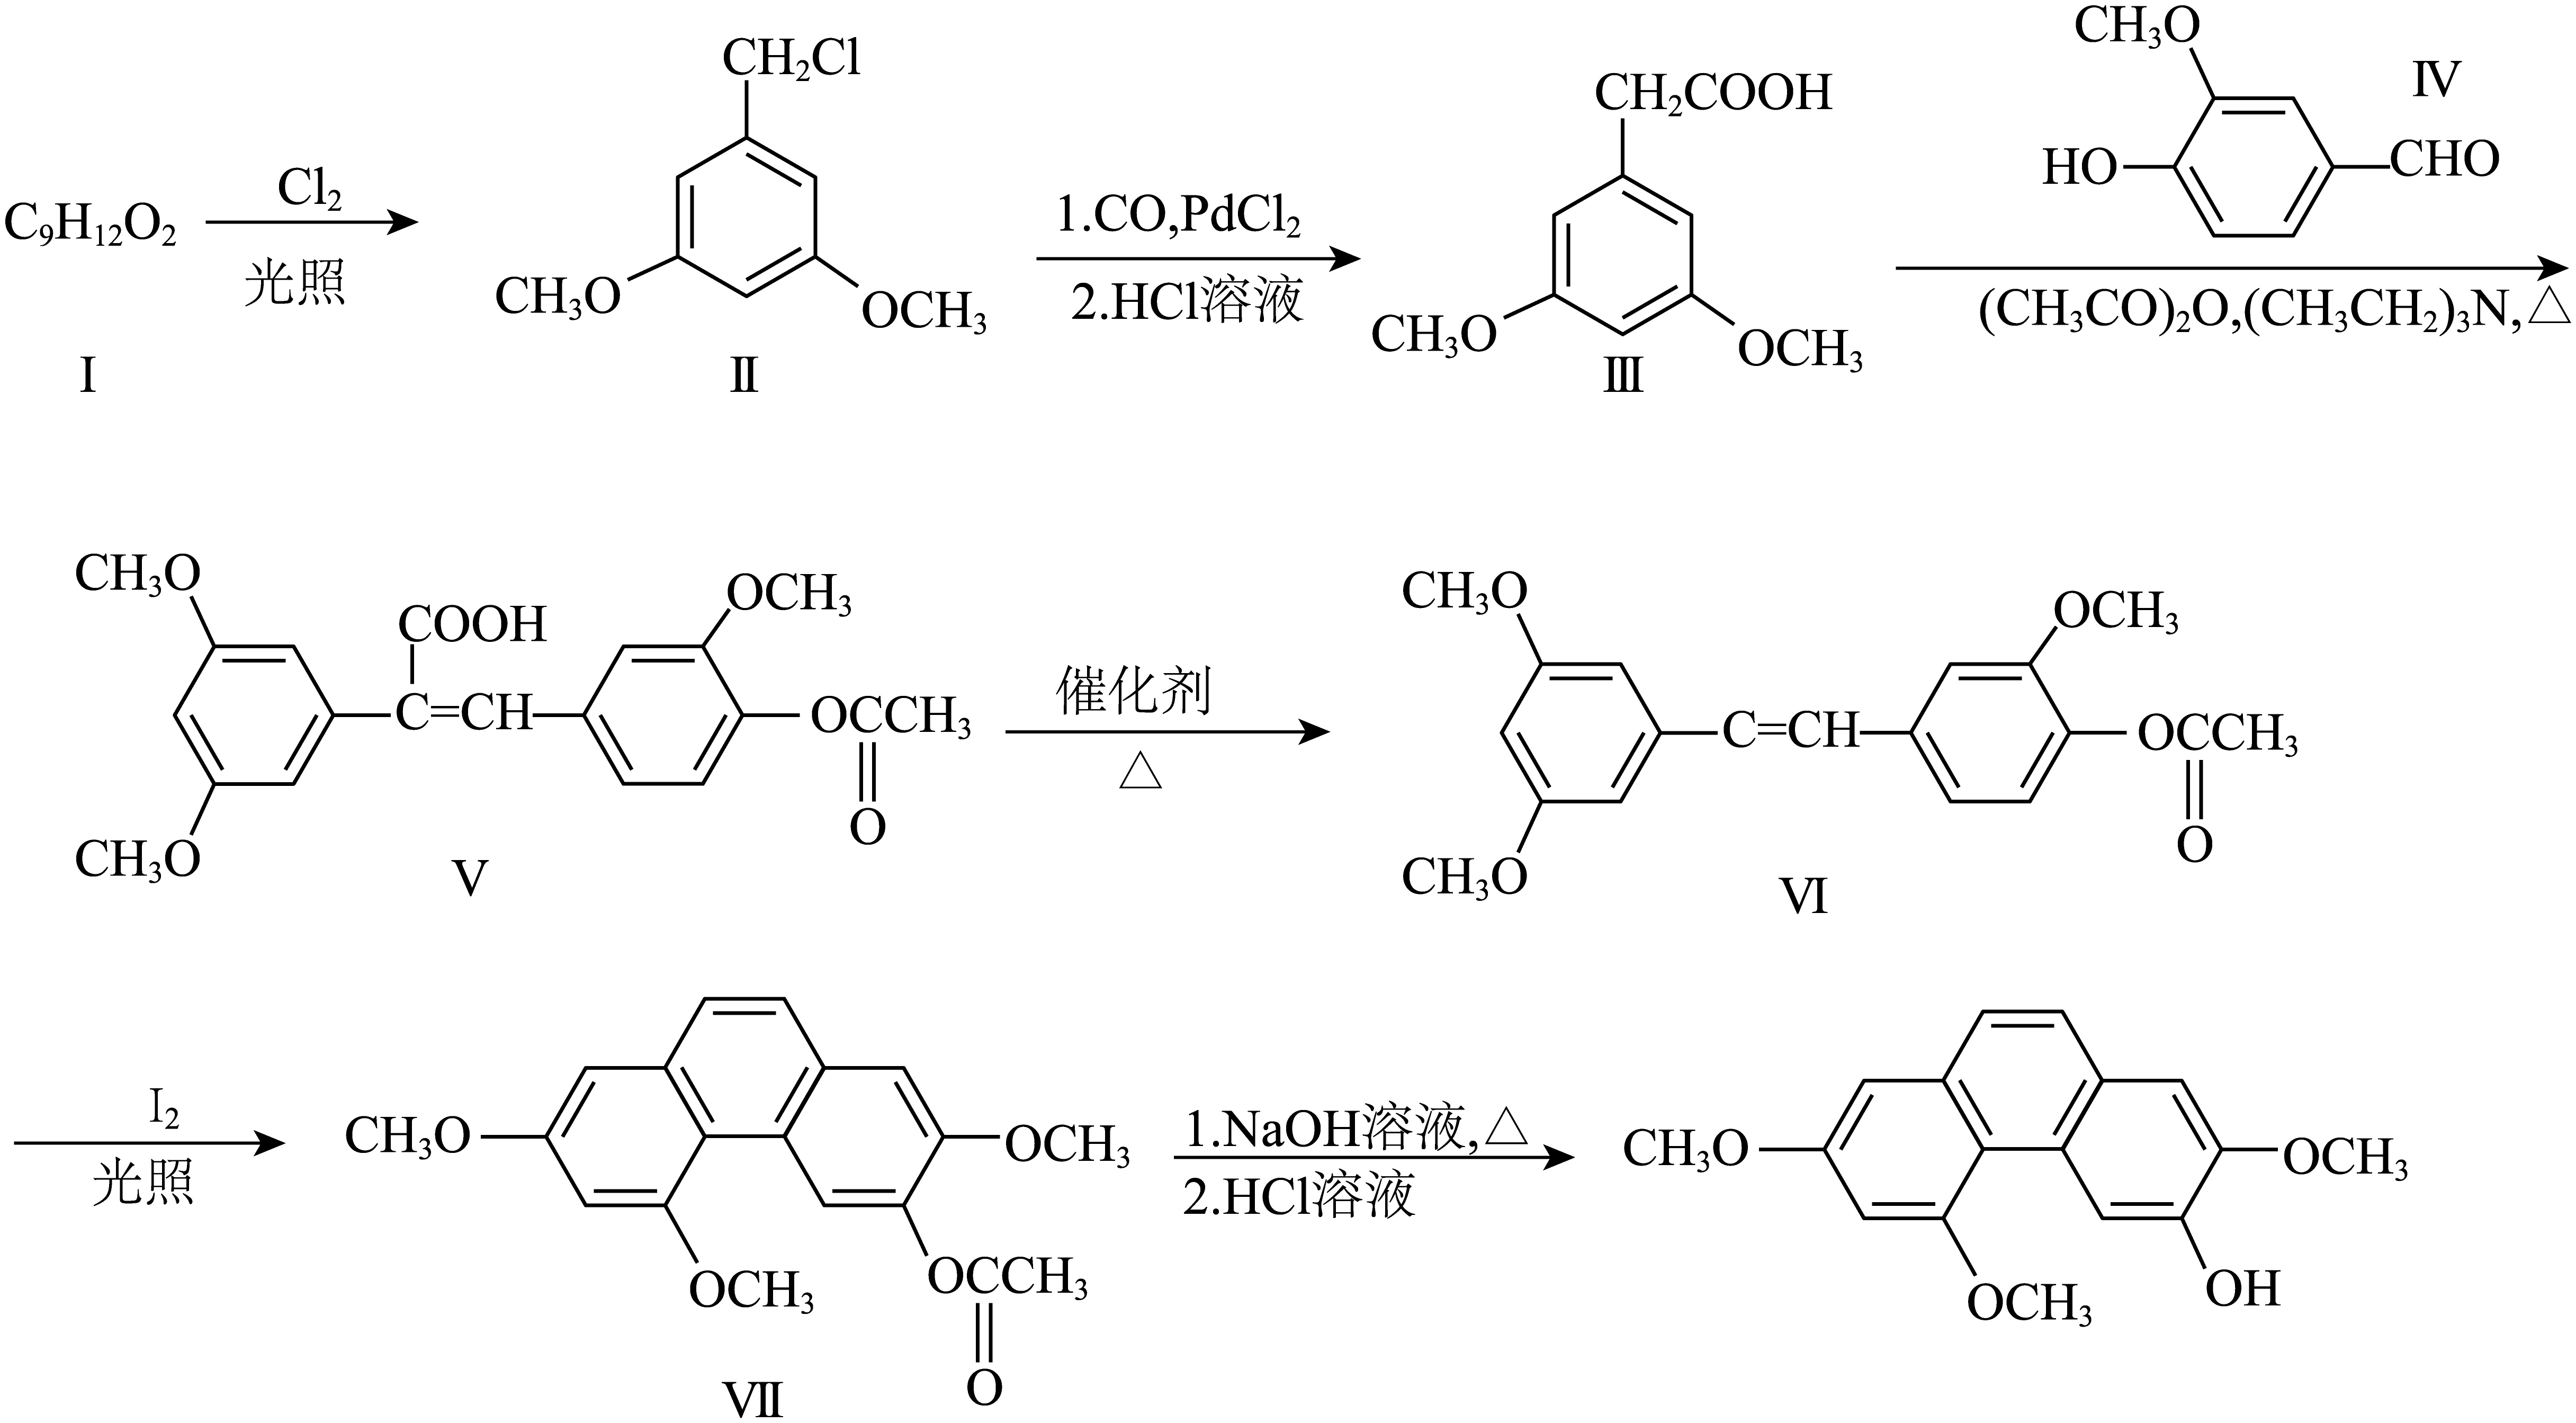 CH₂Cl
CH₃O
OCH₃
Ⅱ
C₉H₁₂O₂
Ⅰ
Cl₂
光照
1.CO,PdCl₂
2.HCl溶液
CH₂COOH
CH₃O
OCH₃
Ⅲ
CH₃O
HO
CHO
Ⅳ
(CH₃CO)₂O,(CH₃CH₂)₃N,△
CH₃O
CH₃O
COOH
C=CH
OCH₃
OCCH₃
O
Ⅴ
催化剂
△
CH₃O
CH₃O
C=CH
OCH₃
OCCH₃
O
Ⅵ
I₂
光照
CH₃O
OCH₃
OCH₃
OCCH₃
O
Ⅶ
1.NaOH溶液,△
2.HCl溶液
CH₃O
OCH₃
OCH₃
OH